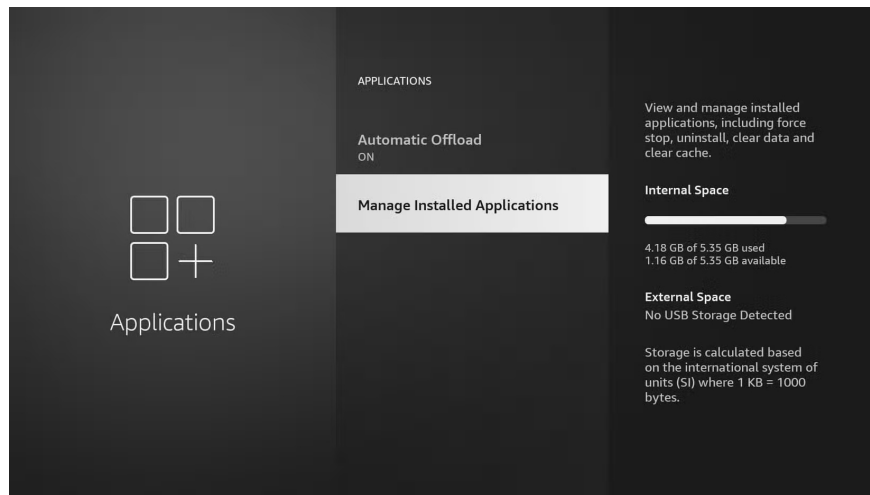 Applications
APPLICATIONS
Automatic Offload
ON
Manage Installed Applications
View and manage installed
applications, including force
stop, uninstall, clear data and
clear cache.
Internal Space
4.18 GB of 5.35 GB used
1.16 GB of 5.35 GB available
External Space
No USB Storage Detected
Storage is calculated based
on the international system of
units (SI) where 1 KB = 1000
bytes.